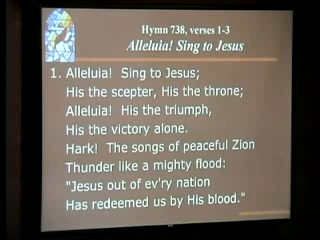 Hymn 738, verses 1-3
Alleluia! Sing to Jesus
1. Alleluia! Sing to Jesus;
His the scepter, His the throne;
Alleluia! His the triumph,
His the victory alone.
Hark! The songs of peaceful Zion
Thunder like a mighty flood:
"Jesus out of ev'ry nation
Has redeemed us by His blood."